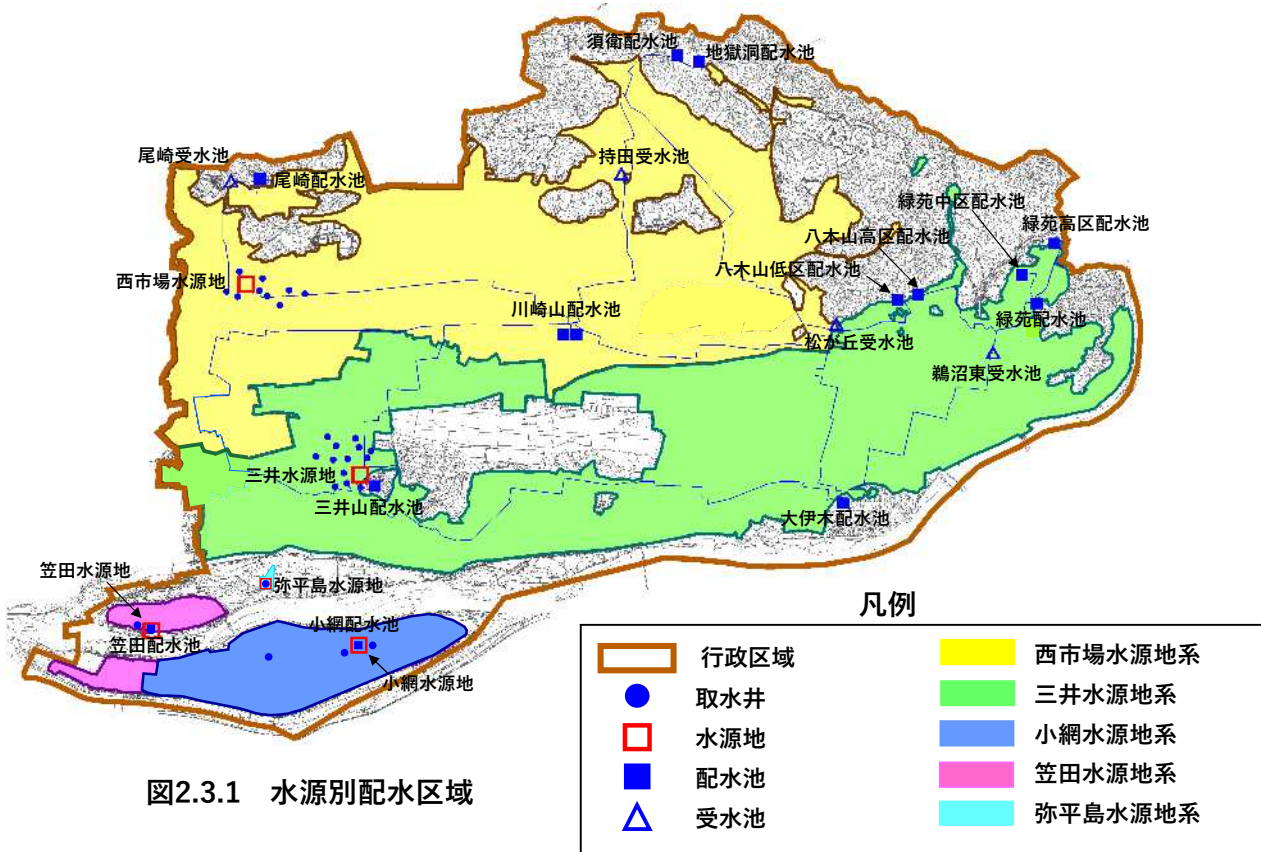 須衛配水池
地獄洞配水池
尾崎受水池
尾崎配水池
持田受水池
緑苑中区配水池
緑苑高区配水池
八木山高区配水池
八木山低区配水池
西市場水源地
川崎山配水池
緑苑配水池
松が丘受水池
鵜沼東受水池
三井水源地
三井山配水池
大伊木配水池
笠田水源地
弥平島水源地
笠田配水池
小網配水池
小網水源地
凡例
行政区域
取水井
水源地
配水池
受水池
西市場水源地系
三井水源地系
小網水源地系
笠田水源地系
弥平島水源地系
図2.3.1 水源別配水区域